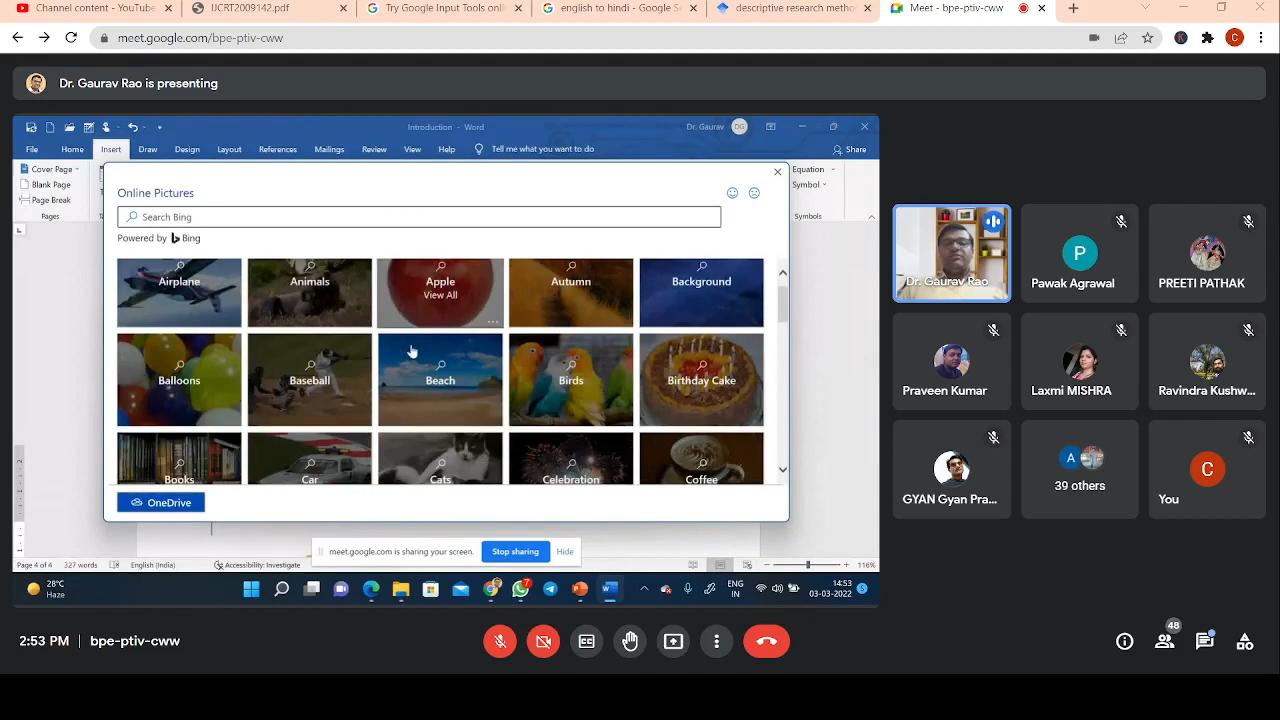 Channel content - YouTube
IJCRT2009142.pdf
Try Google Input Tools onli
english to hindi - Google Se
descriptive research metho
Meet - bpe-ptiv-cww
meet.google.com/bpe-ptiv-cww
C
Dr. Gaurav Rao is presenting
Introduction - Word
Dr. Gaurav
DG
File
Home
Insert
Draw
Design
Layout
References
Mailings
Review
View
Help
Tell me what you want to do
Share
Cover Page
Blank Page
Page Break
Pages
Equation
Symbol
Symbols
Online Pictures
Search Bing
Powered by Bing
Airplane
Animals
Apple
View All
Autumn
Background
Balloons
Baseball
Beach
Birds
Birthday Cake
Books
Car
Cats
Celebration
Coffee
OneDrive
meet.google.com is sharing your screen.
Stop sharing
Hide
Page 4 of 4
327 words
English (India)
Accessibility: Investigate
116%
28°C
Haze
7
ENG
IN
14:53
03-03-2022
Dr. Gaurav Rao
P
Pawak Agrawal
PREETI PATHAK
Praveen Kumar
Laxmi MISHRA
Ravindra Kushw...
GYAN Gyan Pra...
A
39 others
C
You
2:53 PM
bpe-ptiv-cww
48